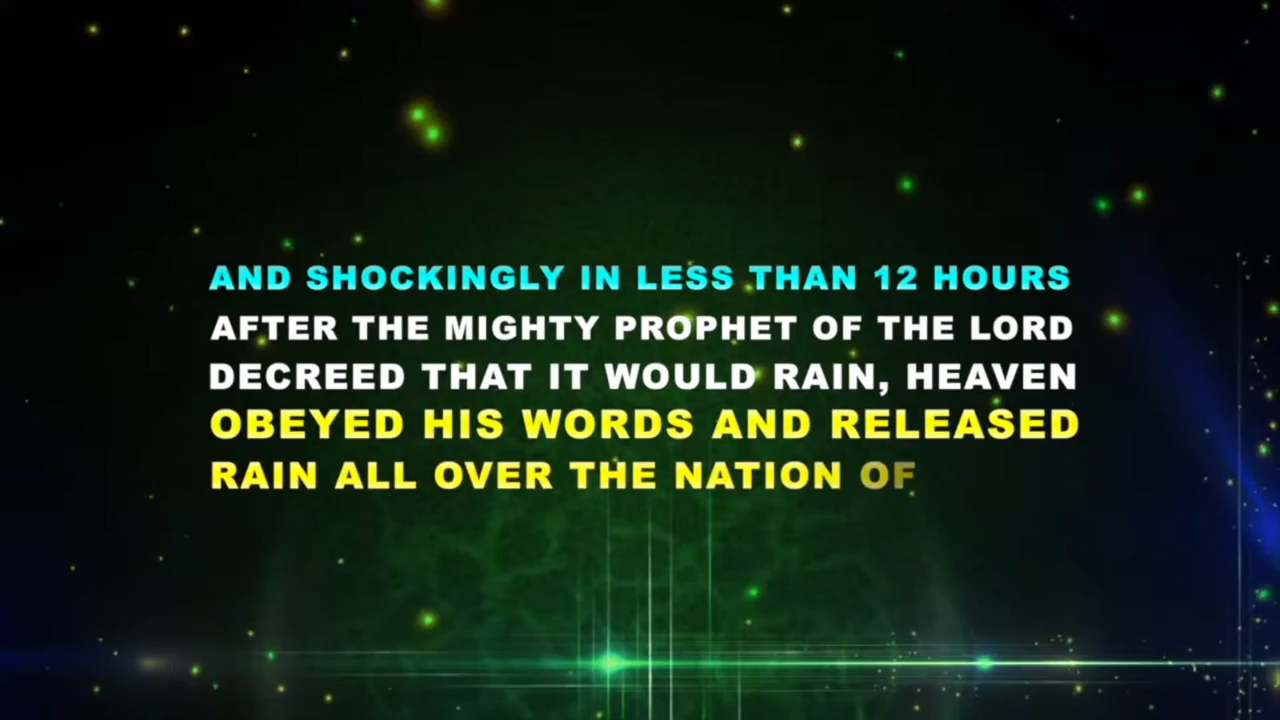 AND SHOCKINGLY IN LESS THAN 12 HOURS
AFTER THE MIGHTY PROPHET OF THE LORD
DECREED THAT IT WOULD RAIN, HEAVEN
OBEYED HIS WORDS AND RELEASED
RAIN ALL OVER THE NATION OF